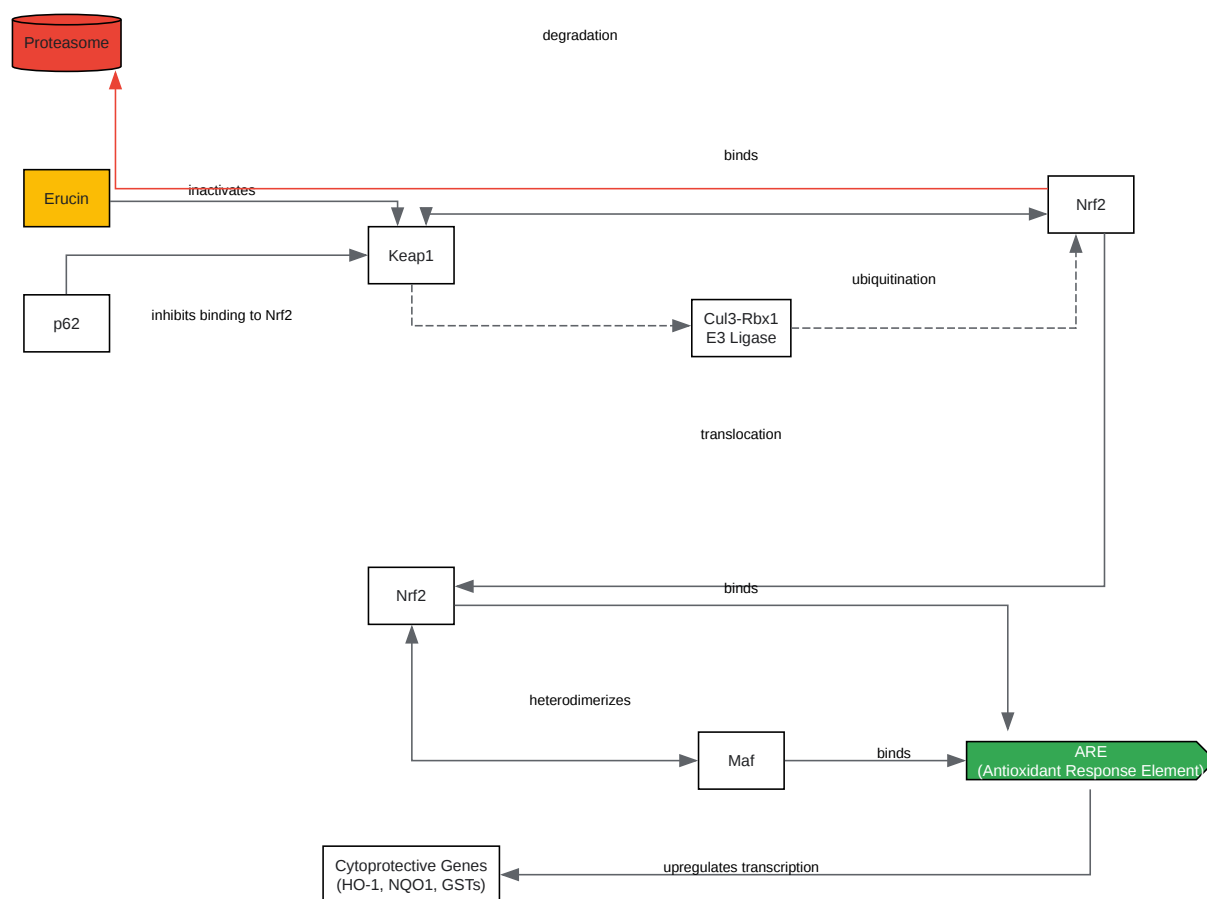 degradation
Proteasome
binds
inactivates
Erucin
Nrf2
Keap1
ubiquitination
inhibits binding to Nrf2
p62
Cul3-Rbx1
E3 Ligase
translocation
Nrf2
binds
heterodimerizes
Maf
binds
ARE
(Antioxidant Response Element)
Cytoprotective Genes
(HO-1, NQO1, GSTs)
upregulates transcription